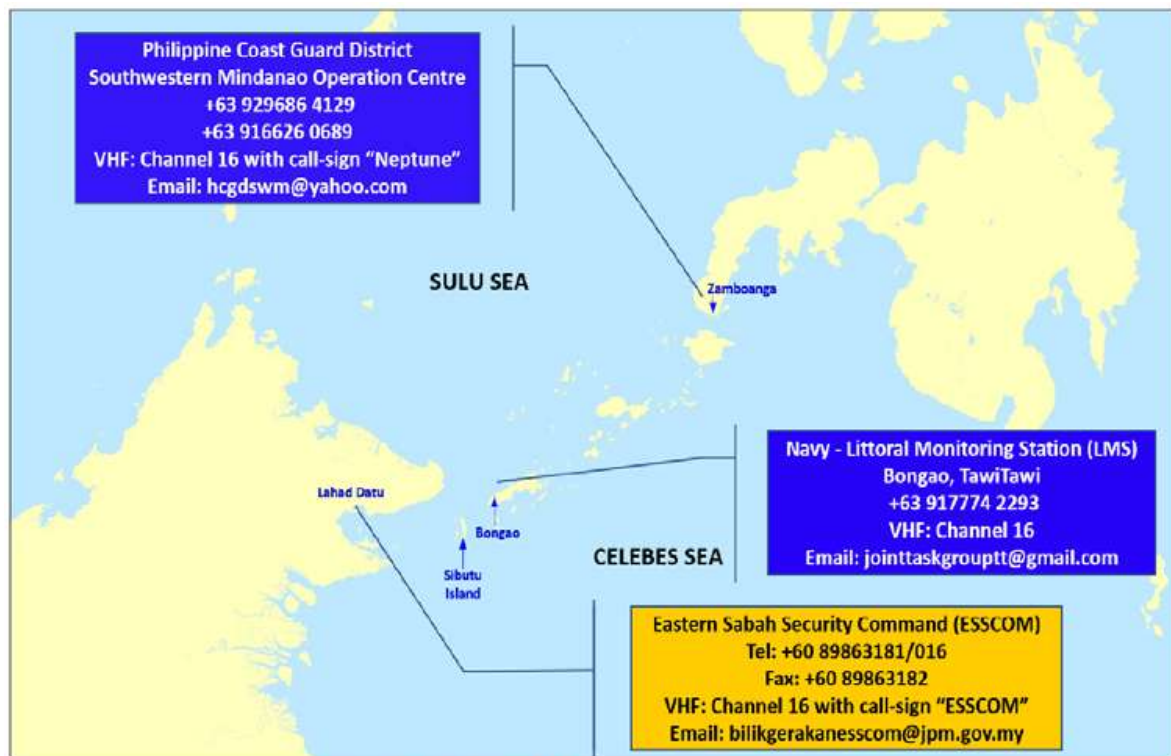 Philippine Coast Guard District
Southwestern Mindanao Operation Centre
+63 929686 4129
+63 916626 0689
VHF: Channel 16 with call-sign “Neptune”
Email: hcgdswm@yahoo.com
SULU SEA
Zamboanga
Navy - Littoral Monitoring Station (LMS)
Bongao, TawiTawi
+63 917774 2293
VHF: Channel 16
Email: jointtaskgrouptt@gmail.com
Lahad Datu
Bongao
CELEBES SEA
Sibutu
Island
Eastern Sabah Security Command (ESSCOM)
Tel: +60 89863181/016
Fax: +60 89863182
VHF: Channel 16 with call-sign “ESSCOM”
Email: bilikgerakanesscom@jpm.gov.my